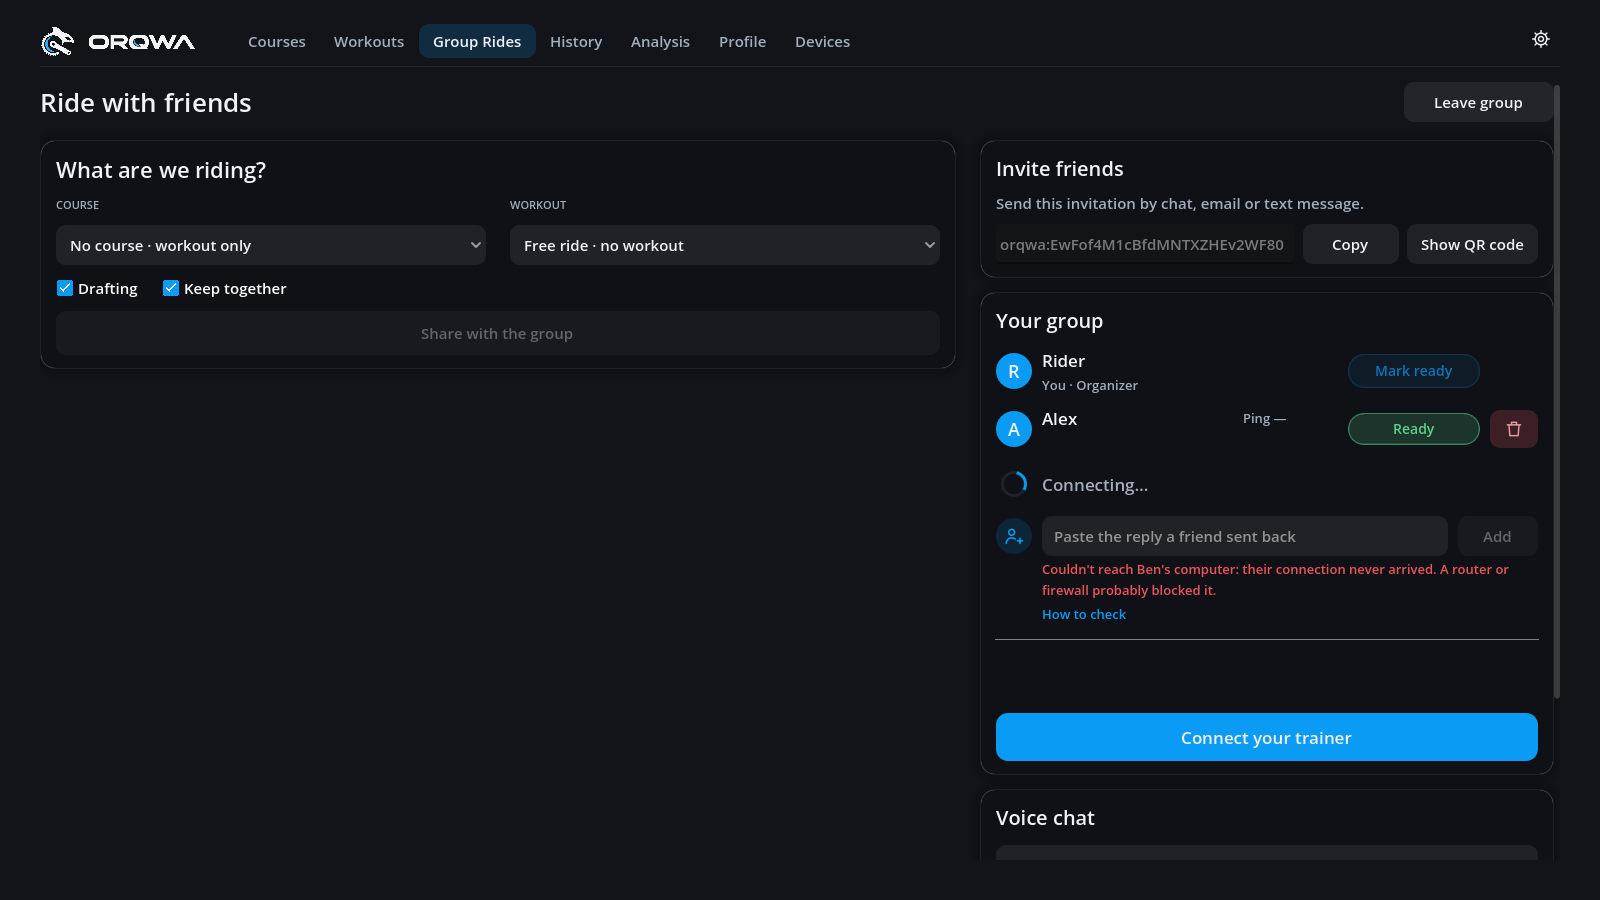 ORQWA
Courses
Workouts
Group Rides
History
Analysis
Profile
Devices
Ride with friends
Leave group
What are we riding?
COURSE
WORKOUT
No course · workout only
Free ride · no workout
Drafting
Keep together
Share with the group
Invite friends
Send this invitation by chat, email or text message.
orqwa:EwFof4M1cBfdMNTXZHEv2WF80
Copy
Show QR code
Your group
R
Rider
You · Organizer
Mark ready
A
Alex
Ping —
Ready
Connecting...
Paste the reply a friend sent back
Add
Couldn't reach Ben's computer: their connection never arrived. A router or
firewall probably blocked it.
How to check
Connect your trainer
Voice chat